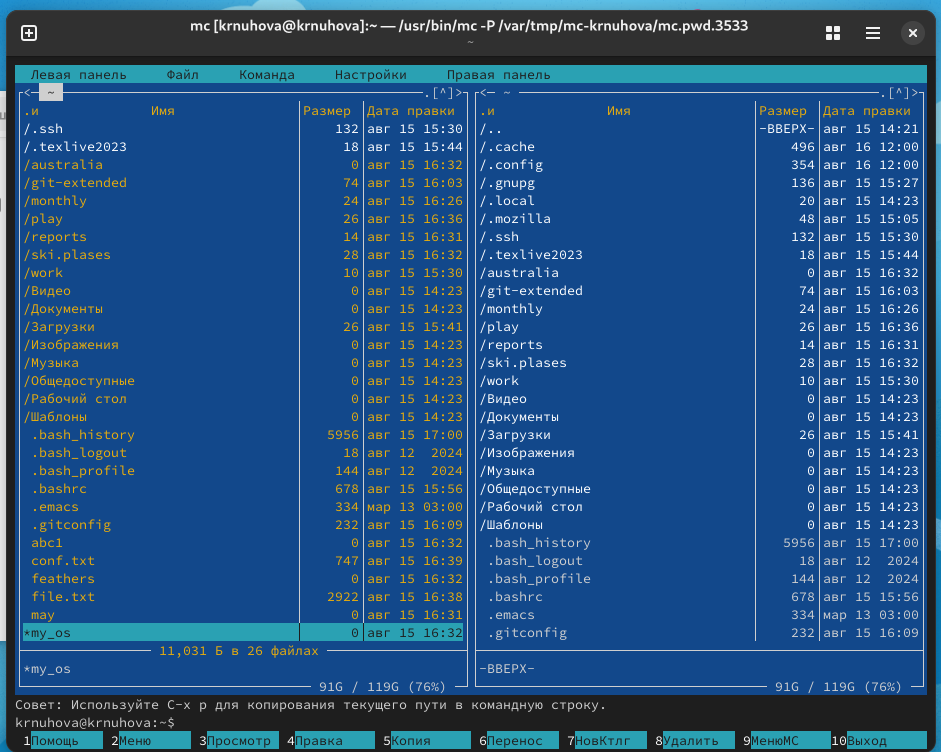 mc [krnuhova@krnuhova]:~ — /usr/bin/mc -P /var/tmp/mc-krnuhova/mc.pwd.3533
~
Левая панель Файл Команда Настройки Правая панель
<─ ~ .[^]> <─ ~ .[^]>
.и Имя Размер Дата правки .и Имя Размер Дата правки
/.ssh 132 авг 15 15:30 /.. -ВВЕРХ- авг 15 14:21
/.texlive2023 18 авг 15 15:44 /.cache 496 авг 16 12:00
/australia 0 авг 15 16:32 /.config 354 авг 16 12:00
/git-extended 74 авг 15 16:03 /.gnupg 136 авг 15 15:27
/monthly 24 авг 15 16:26 /.local 20 авг 15 14:23
/play 26 авг 15 16:36 /.mozilla 48 авг 15 15:05
/reports 14 авг 15 16:31 /.ssh 132 авг 15 15:30
/ski.plases 28 авг 15 16:32 /.texlive2023 18 авг 15 15:44
/work 10 авг 15 15:30 /australia 0 авг 15 16:32
/Видео 0 авг 15 14:23 /git-extended 74 авг 15 16:03
/Документы 0 авг 15 14:23 /monthly 24 авг 15 16:26
/Загрузки 26 авг 15 15:41 /play 26 авг 15 16:36
/Изображения 0 авг 15 14:23 /reports 14 авг 15 16:31
/Музыка 0 авг 15 14:23 /ski.plases 28 авг 15 16:32
/Общедоступные 0 авг 15 14:23 /work 10 авг 15 15:30
/Рабочий стол 0 авг 15 14:23 /Видео 0 авг 15 14:23
/Шаблоны 0 авг 15 14:23 /Документы 0 авг 15 14:23
.bash_history 5956 авг 15 17:00 /Загрузки 26 авг 15 15:41
.bash_logout 18 авг 12 2024 /Изображения 0 авг 15 14:23
.bash_profile 144 авг 12 2024 /Музыка 0 авг 15 14:23
.bashrc 678 авг 15 15:56 /Общедоступные 0 авг 15 14:23
.emacs 334 мар 13 03:00 /Рабочий стол 0 авг 15 14:23
.gitconfig 232 авг 15 16:09 /Шаблоны 0 авг 15 14:23
abc1 0 авг 15 16:32 .bash_history 5956 авг 15 17:00
conf.txt 747 авг 15 16:39 .bash_logout 18 авг 12 2024
feathers 0 авг 15 16:32 .bash_profile 144 авг 12 2024
file.txt 2922 авг 15 16:38 .bashrc 678 авг 15 15:56
may 0 авг 15 16:31 .emacs 334 мар 13 03:00
*my_os 0 авг 15 16:32 .gitconfig 232 авг 15 16:09
11,031 Б в 26 файлах
*my_os -ВВЕРХ-
91G / 119G (76%) 91G / 119G (76%)
Совет: Используйте C-x p для копирования текущего пути в командную строку.
krnuhova@krnuhova:~$
1Помощь 2Меню 3Просмотр 4Правка 5Копия 6Перенос 7НовКтлг 8Удалить 9МенюМС 10Выход